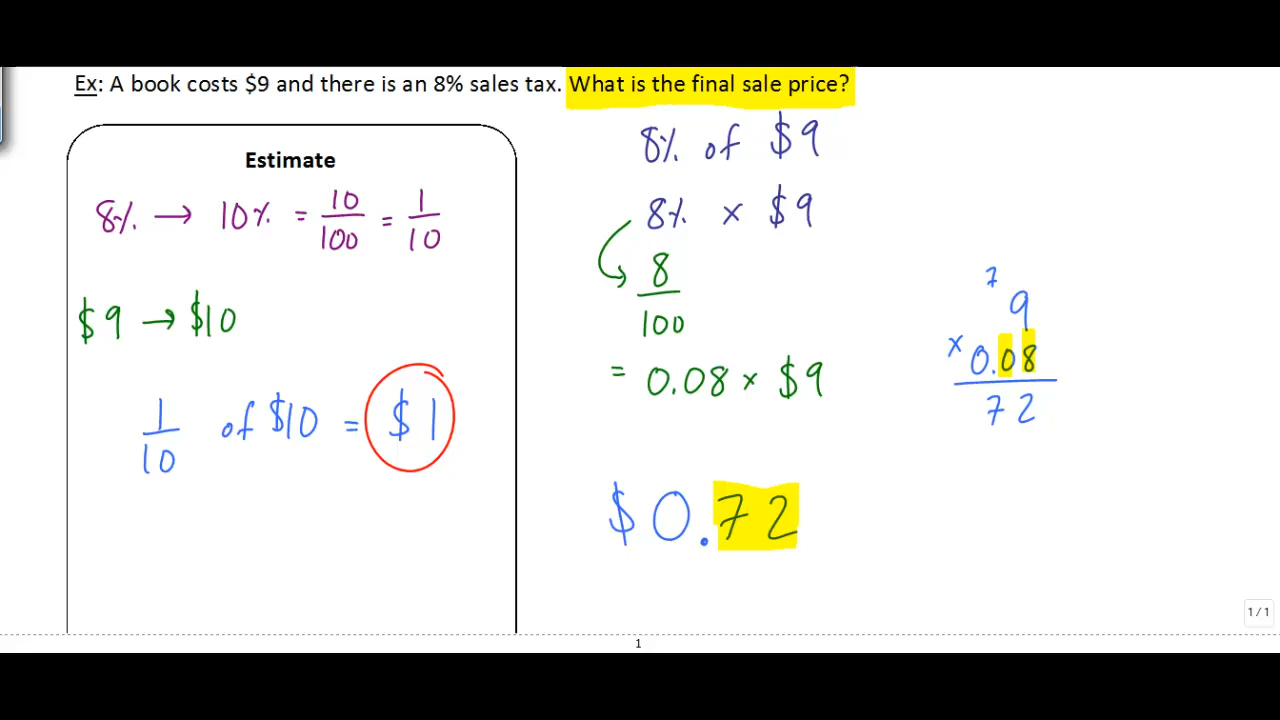 Ex: A book costs $9 and there is an 8% sales tax. What is the final sale price?
Estimate
8% → 10% = 10/100 = 1/10
$9 → $10
1/10 of $10 = $1
8% of $9
8% x $9
8/100
= 0.08 x $9
$0.72
7
9
x 0.08
72
1 / 1
1